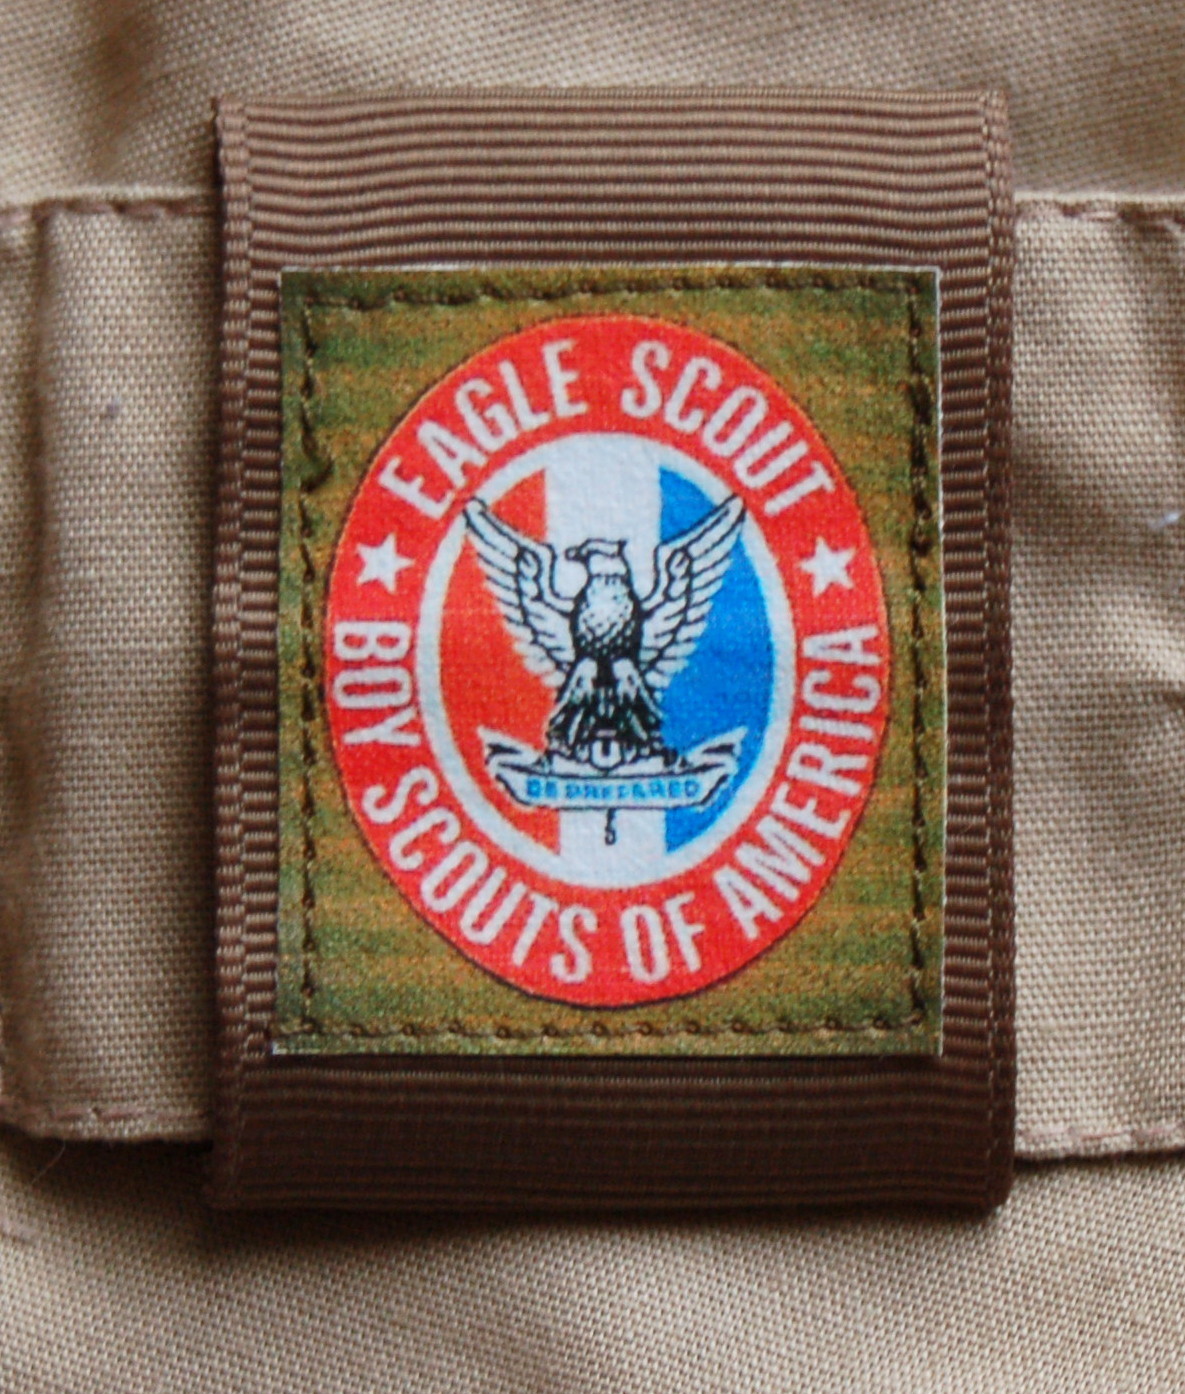 EAGLE SCOUT
BE PREPARED
BOY SCOUTS OF AMERICA